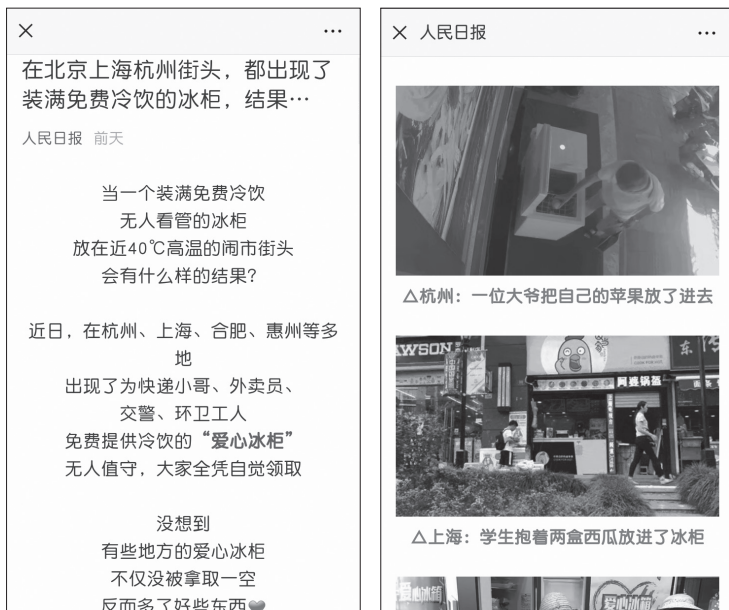 在北京上海杭州街头，都出现了
装满免费冷饮的冰柜，结果…
人民日报 前天
当一个装满免费冷饮
无人看管的冰柜
放在近40℃高温的闹市街头
会有什么样的结果？
近日，在杭州、上海、合肥、惠州等多
地
出现了为快递小哥、外卖员、
交警、环卫工人
免费提供冷饮的“爱心冰柜”
无人值守，大家全凭自觉领取
没想到
有些地方的爱心冰柜
不仅没被拿取一空
反而多了好些东西
人民日报
△杭州：一位大爷把自己的苹果放了进去
WSON
阿婆锅盔
东
△上海：学生抱着两盒西瓜放进了冰柜
爱心冰箱
爱心冰